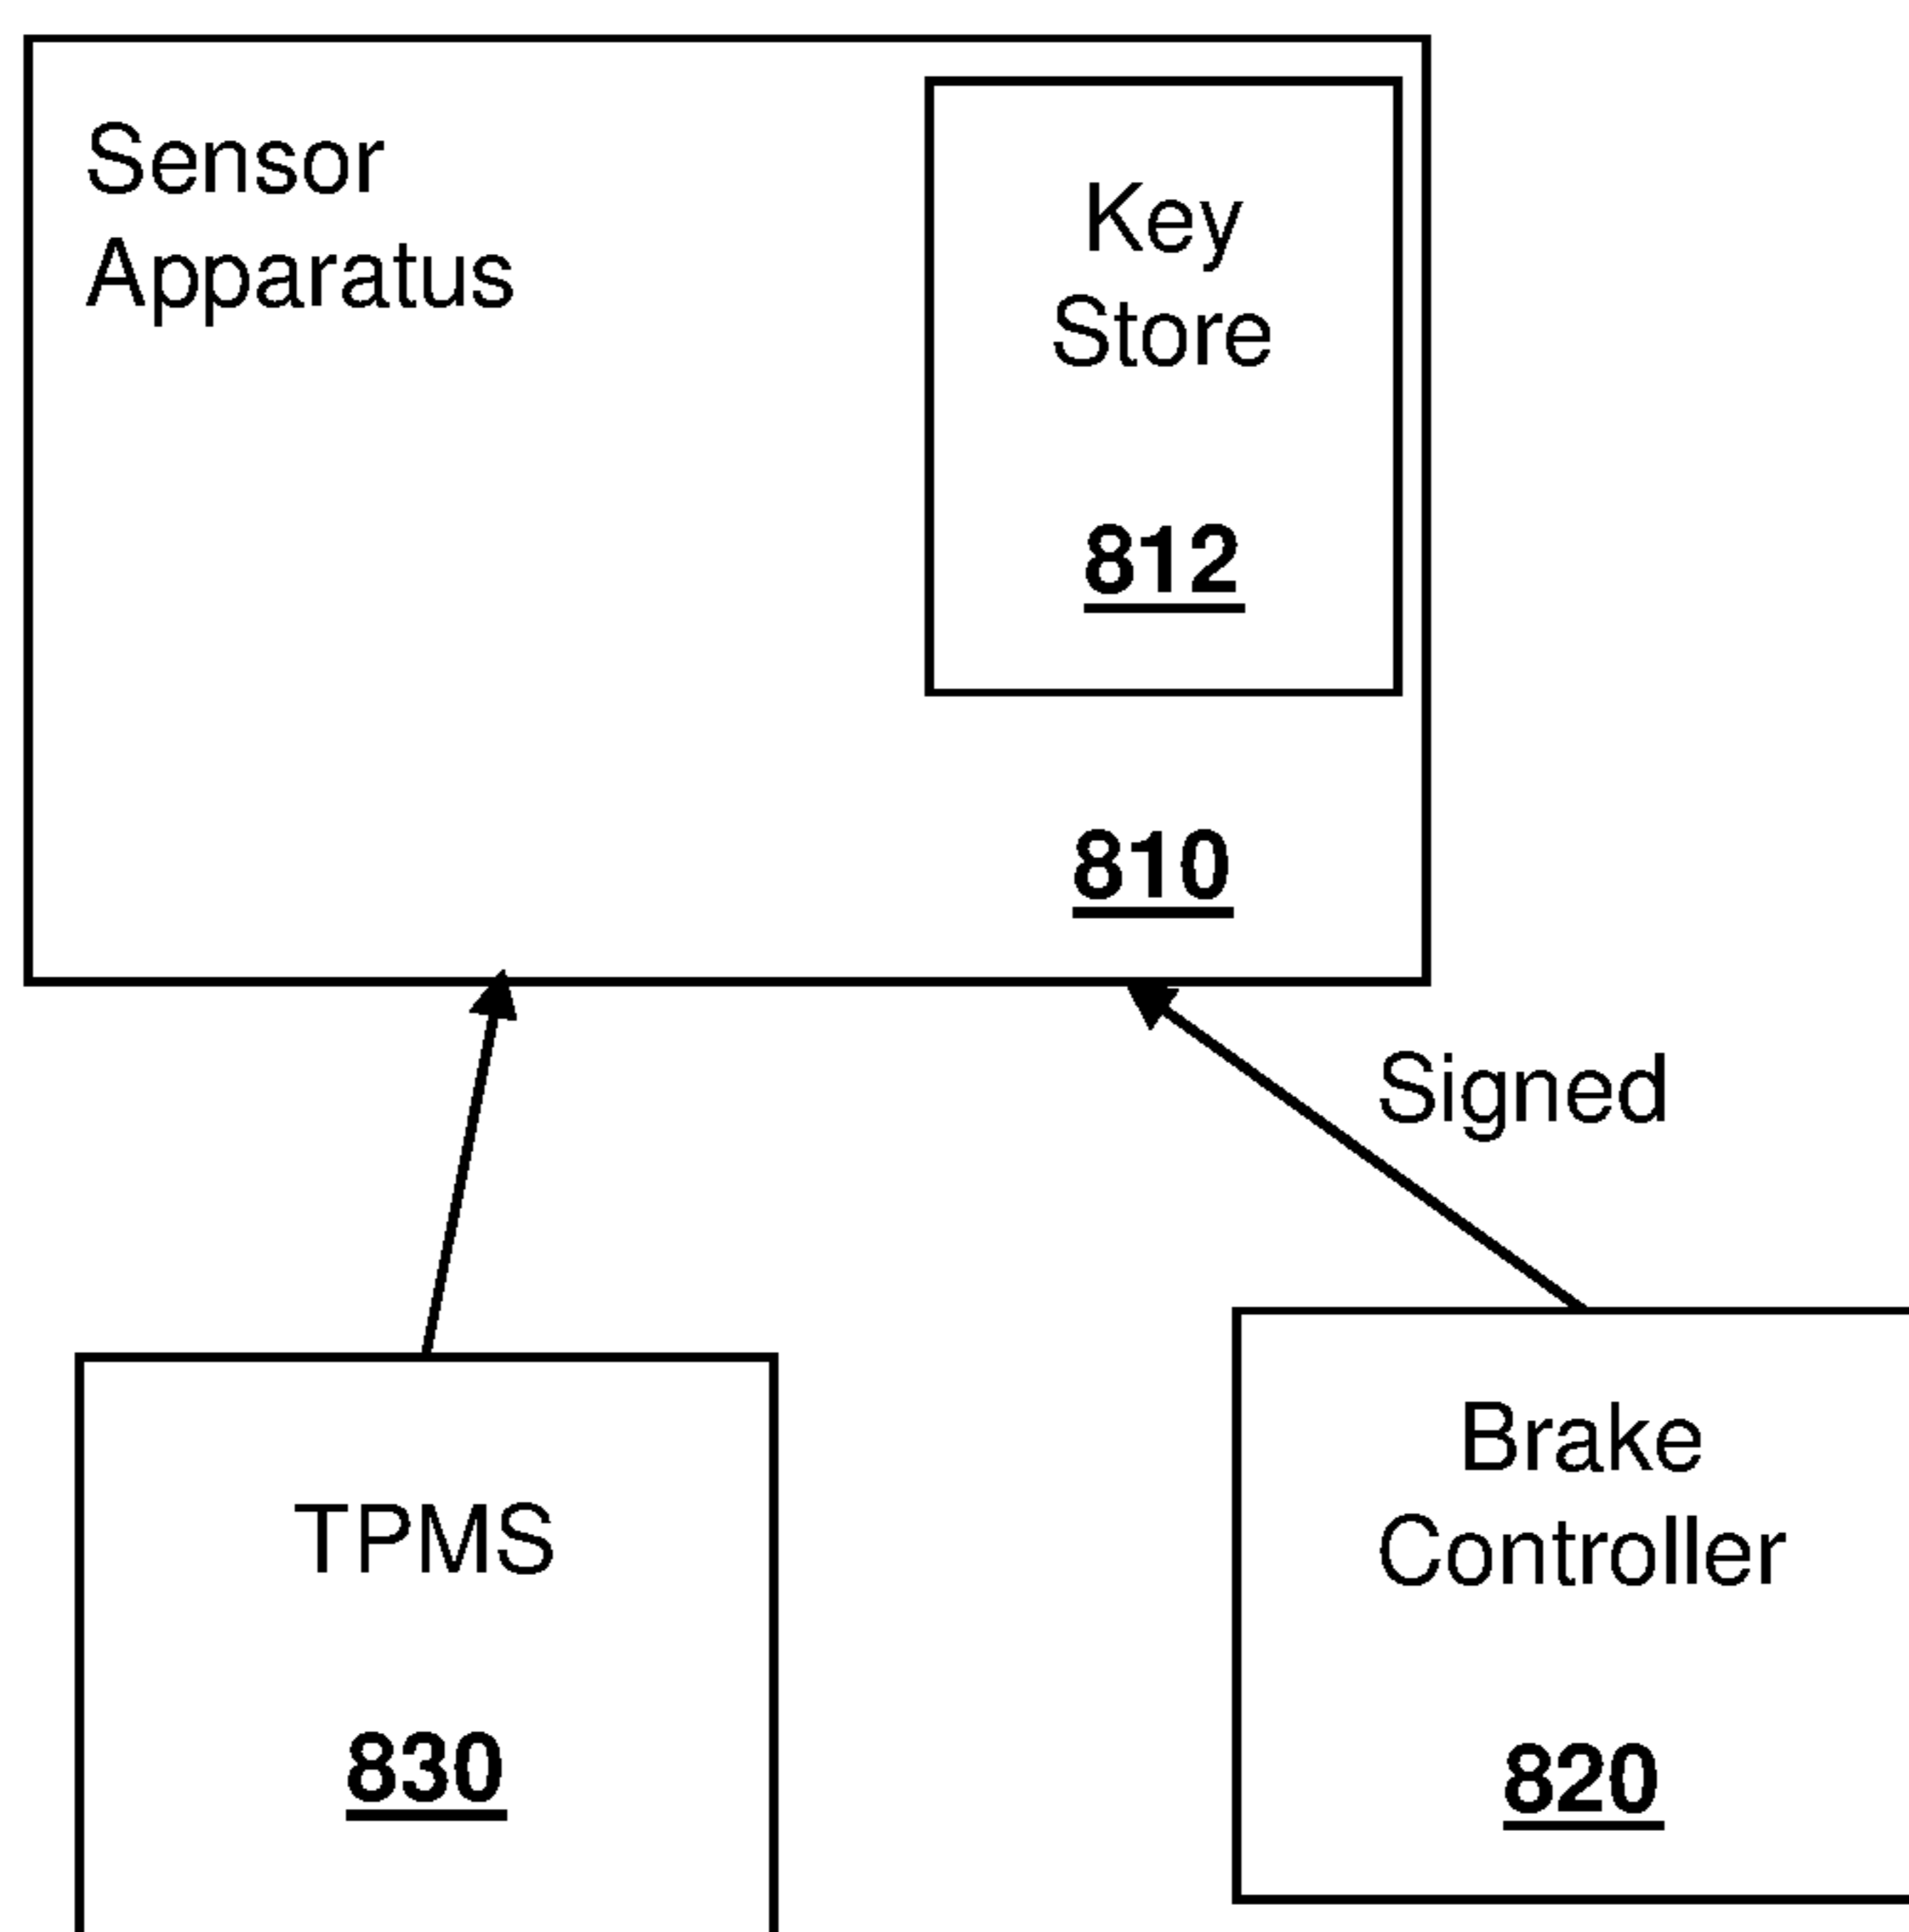 Sensor
Apparatus
Key
Store
812
810
Signed
TPMS
830
Brake
Controller
820